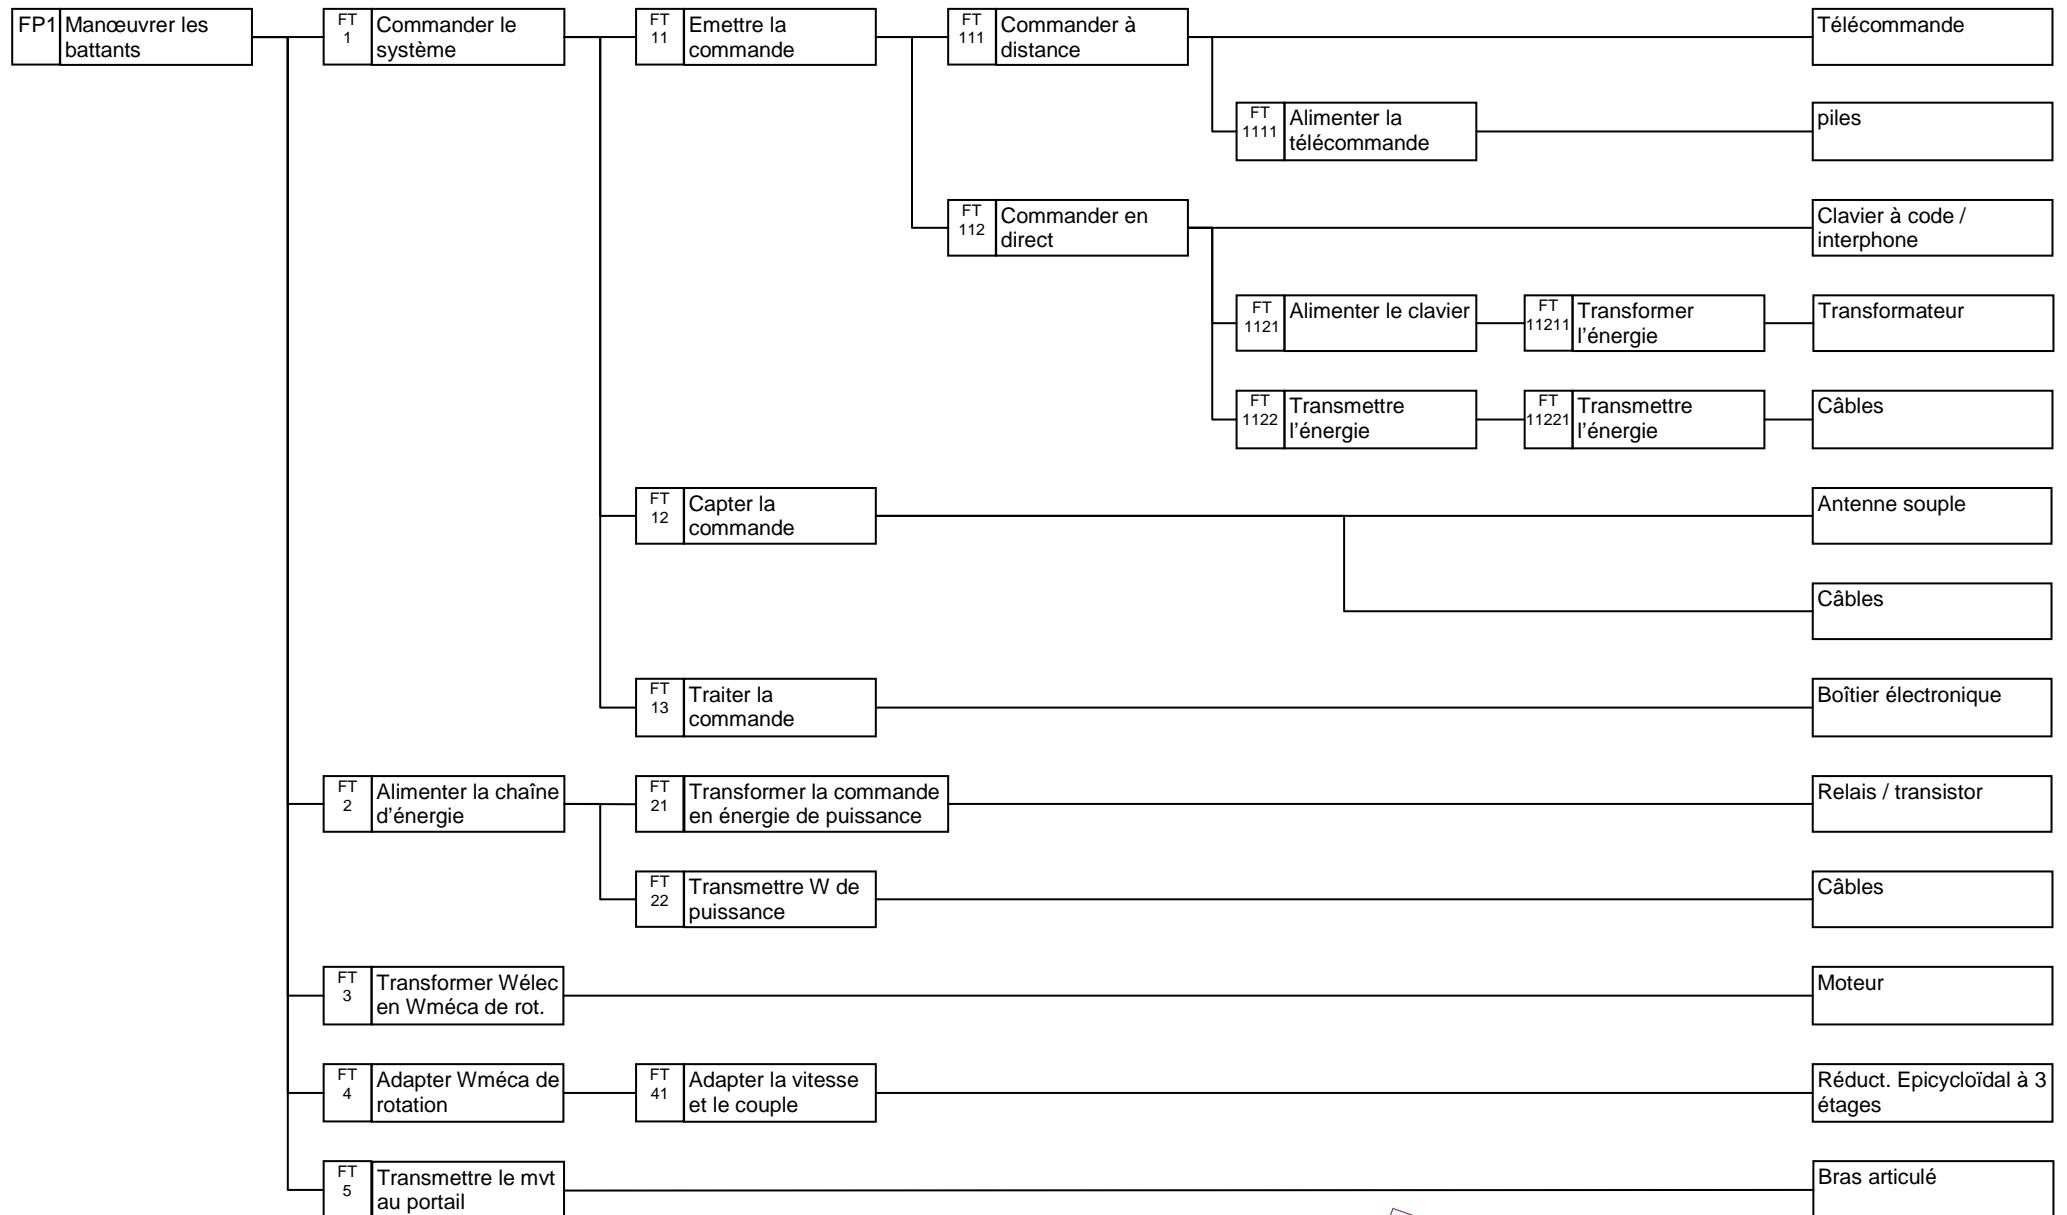 FP1
Manœuvrer les
battants
FT
1
Commander le
système
FT
11
Emettre la
commande
FT
111
Commander à
distance
Télécommande
FT
1111
Alimenter la
télécommande
piles
FT
112
Commander en
direct
Clavier à code /
interphone
FT
1121
Alimenter le clavier
FT
11211
Transformer
l’énergie
Transformateur
FT
1122
Transmettre
l’énergie
FT
11221
Transmettre
l’énergie
Câbles
FT
12
Capter la
commande
Antenne souple
Câbles
FT
13
Traiter la
commande
Boîtier électronique
FT
2
Alimenter la chaîne
d’énergie
FT
21
Transformer la commande
en énergie de puissance
Relais / transistor
FT
22
Transmettre W de
puissance
Câbles
FT
3
Transformer Wélec
en Wméca de rot.
Moteur
FT
4
Adapter Wméca de
rotation
FT
41
Adapter la vitesse
et le couple
Réduct. Epicycloïdal à 3
étages
FT
5
Transmettre le mvt
au portail
Bras articulé